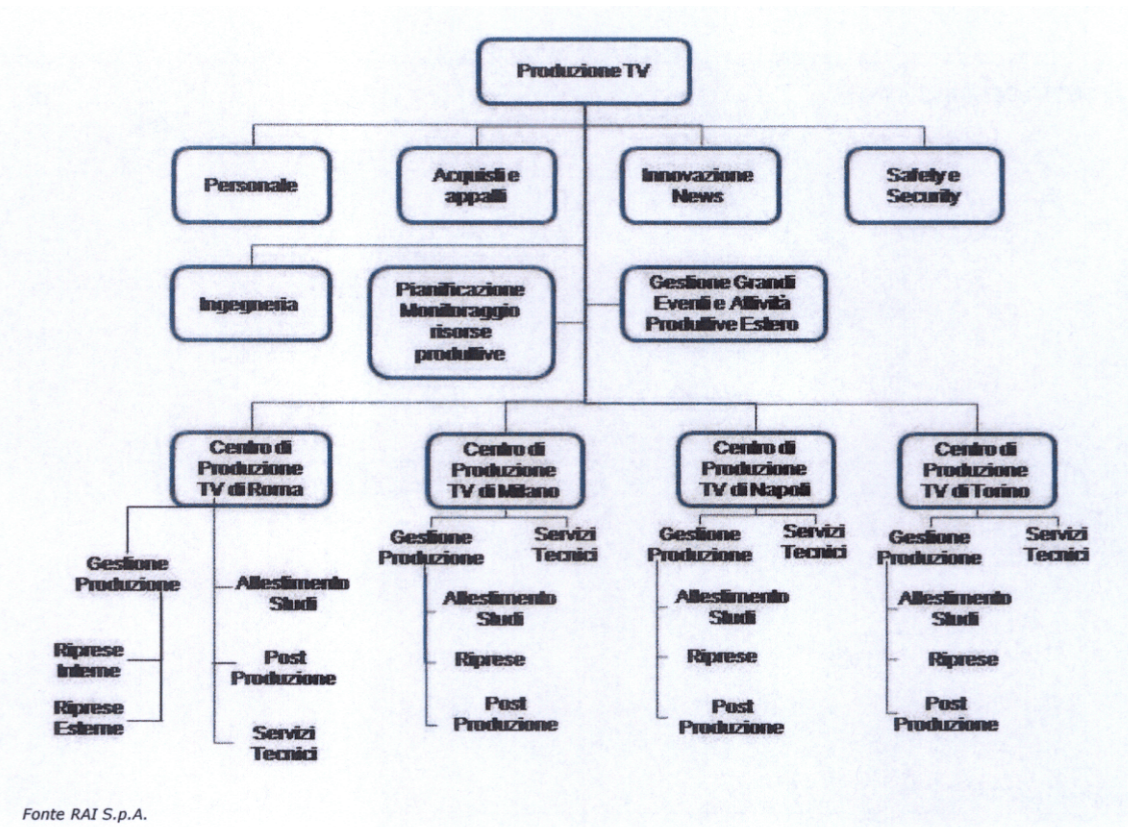 Produzione TV
Personale
Acquisti e
appalti
Innovazione
News
Safety e
Security
Ingegneria
Pianificazione
Monitoraggio
risorse
produttive
Gestione Grandi
Eventi e Attività
Produttive Estero
Centro di
Produzione
TV di Roma
Centro di
Produzione
TV di Milano
Centro di
Produzione
TV di Napoli
Centro di
Produzione
TV di Torino
Gestione
Produzione
Riprese
Interne
Riprese
Esterne
Allestimento
Studi
Post
Produzione
Servizi
Tecnici
Gestione
Produzione
Servizi
Tecnici
Allestimento
Studi
Riprese
Post
Produzione
Gestione
Produzione
Servizi
Tecnici
Allestimento
Studi
Riprese
Post
Produzione
Gestione
Produzione
Servizi
Tecnici
Allestimento
Studi
Riprese
Post
Produzione
Fonte RAI S.p.A.